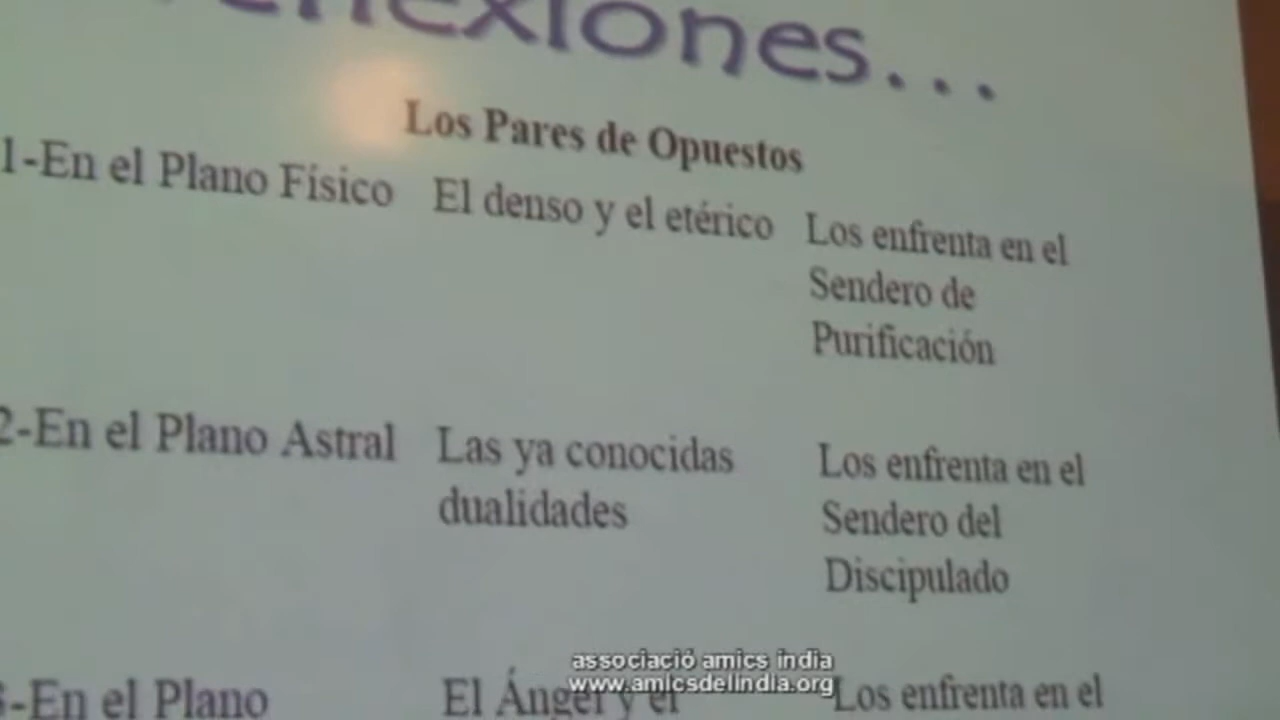 Los Pares de Opuestos
1-En el Plano Físico El denso y el etérico Los enfrenta en el
Sendero de
Purificación
2-En el Plano Astral Las ya conocidas Los enfrenta en el
dualidades Sendero del
Discipulado
associació amics índia
www.amicsdelindia.org
-En el Plano El Ángel y el Los enfrenta en el